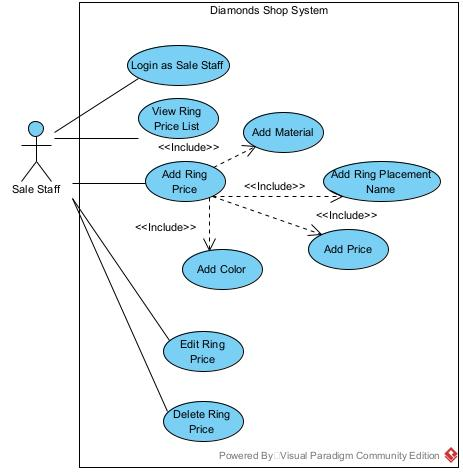 Diamonds Shop System
Login as Sale Staff
View Ring
Price List
<<Include>>
Add Material
Sale Staff
Add Ring
Price
<<Include>>
Add Ring Placement
Name
<<Include>>
<<Include>>
Add Price
Add Color
Edit Ring
Price
Delete Ring
Price
Powered By Visual Paradigm Community Edition